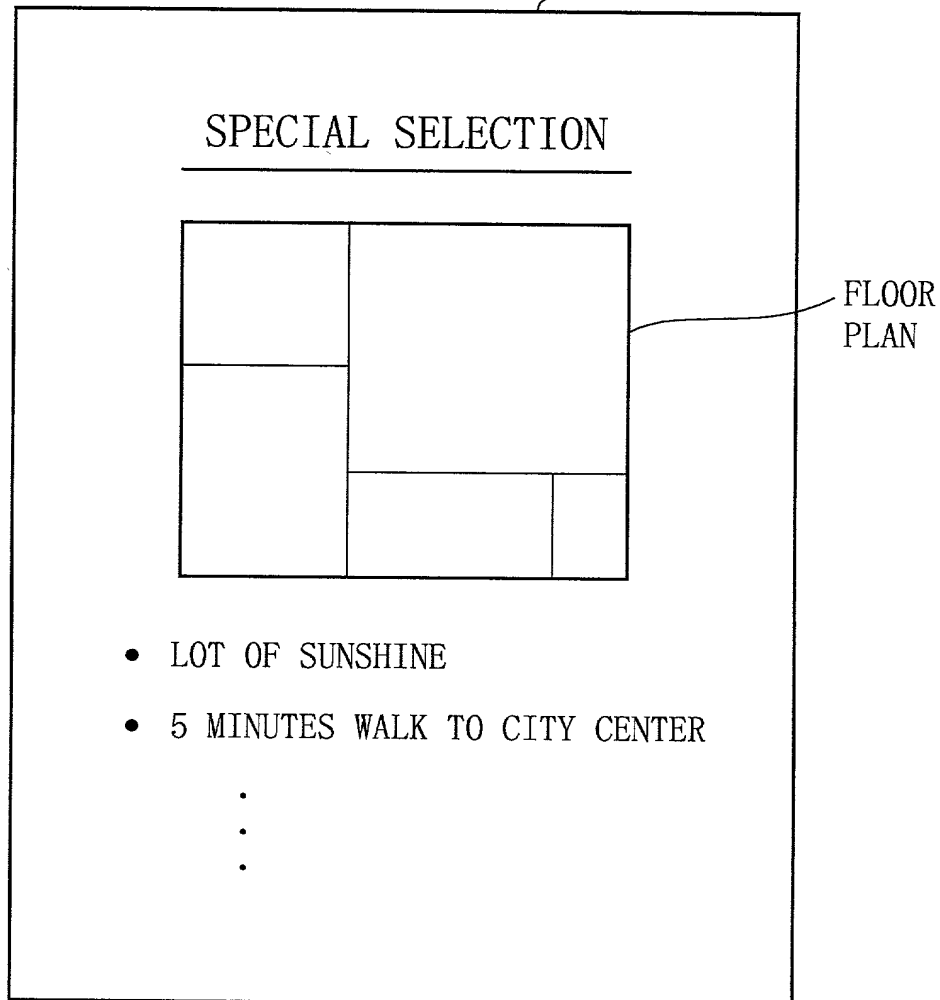 SPECIAL SELECTION
FLOOR
PLAN
• LOT OF SUNSHINE
• 5 MINUTES WALK TO CITY CENTER